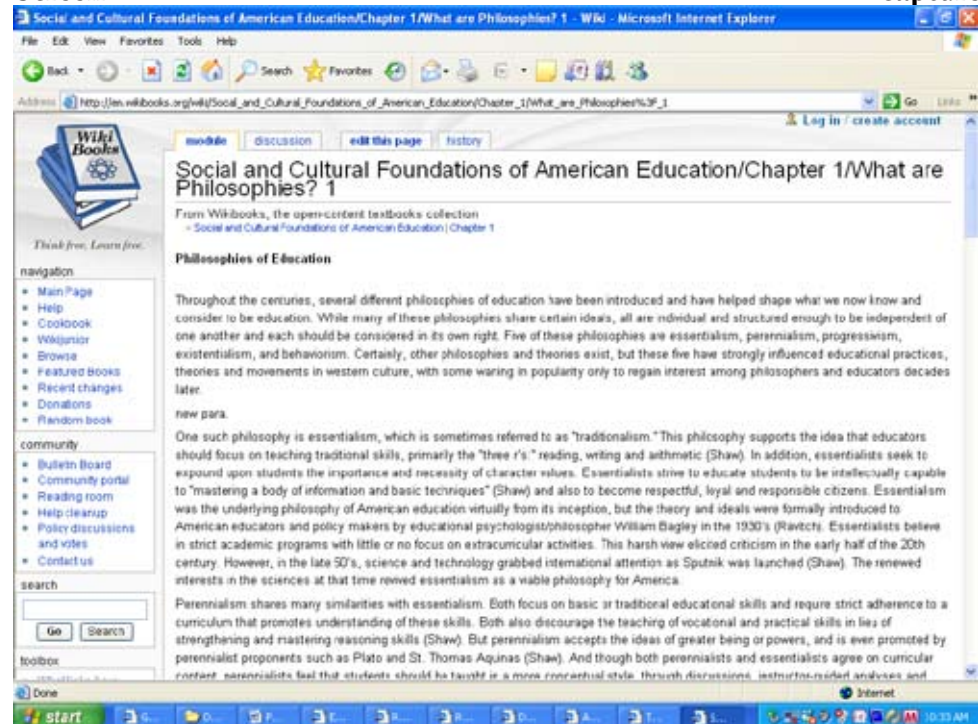 Social and Cultural Foundations of American Education/Chapter 1/What are Philosophies? 1 - Wiki - Microsoft Internet Explorer
File Edit View Favorites Tools Help
Back Search Favorites
Address http://en.wikibooks.org/wiki/Social_and_Cultural_Foundations_of_American_Education/Chapter_1/What_are_Philosophies%3F_1 Go Links
Log in / create account
Wiki
Books
Think free. Learn free.
module discussion edit this page history
Social and Cultural Foundations of American Education/Chapter 1/What are
Philosophies? 1
From Wikibooks, the open-content textbooks collection
< Social and Cultural Foundations of American Education | Chapter 1
Philosophies of Education
Throughout the centuries, several different philosophies of education have been introduced and have helped shape what we now know and
consider to be education. While many of these philosophies share certain ideals, all are individual and structured enough to be independent of
one another and each should be considered in its own right. Five of these philosophies are essentialism, perennialism, progressivism,
existentialism, and behaviorism. Certainly, other philosophies and theories exist, but these five have strongly influenced educational practices,
theories and movements in western culture, with some waring in popularity only to regain interest among philosophers and educators decades
later.
new para.
One such philosophy is essentialism, which is sometimes referred to as "traditionalism." This philosophy supports the idea that educators
should focus on teaching traditional skills, primarily the "three r's:" reading, writing and arithmetic (Shaw). In addition, essentialists seek to
expound upon students the importance and necessity of character values. Essentialists strive to educate students to be intellectually capable
to "mastering a body of information and basic techniques" (Shaw) and also to become respectful, loyal and responsible citizens. Essentialism
was the underlying philosophy of American education virtually from its inception, but the theory and ideals were formally introduced to
American educators and policy makers by educational psychologist/philosopher William Bagley in the 1930's (Ravitch). Essentialists believe
in strict academic programs with little or no focus on extracurricular activities. This harsh view elicited criticism in the early half of the 20th
century. However, in the late 50's, science and technology grabbed international attention as Sputnik was launched (Shaw). The renewed
interests in the sciences at that time revived essentialism as a viable philosophy for America.
Perennialism shares many similarities with essentialism. Both focus on basic or traditional educational skills and require strict adherence to a
curriculum that promotes understanding of these skills. Both also discourage the teaching of vocational and practical skills in lieu of
strengthening and mastering reasoning skills (Shaw). But perennialism accepts the ideas of greater being or powers, and is even promoted by
perennialist proponents such as Plato and St. Thomas Aquinas (Shaw). And though both perennialists and essentialists agree on curricular
content, perennialists feel that students should be taught in a more conceptual style, through discussions, instructor-guided analyses and
navigation
Main Page
Help
Cookbook
Wikijunior
Browse
Featured Books
Recent changes
Donations
Random book
community
Bulletin Board
Community portal
Reading room
Help cleanup
Policy discussions
and votes
Contact us
search
Go Search
toolbox
Done Internet
start 10:33 AM